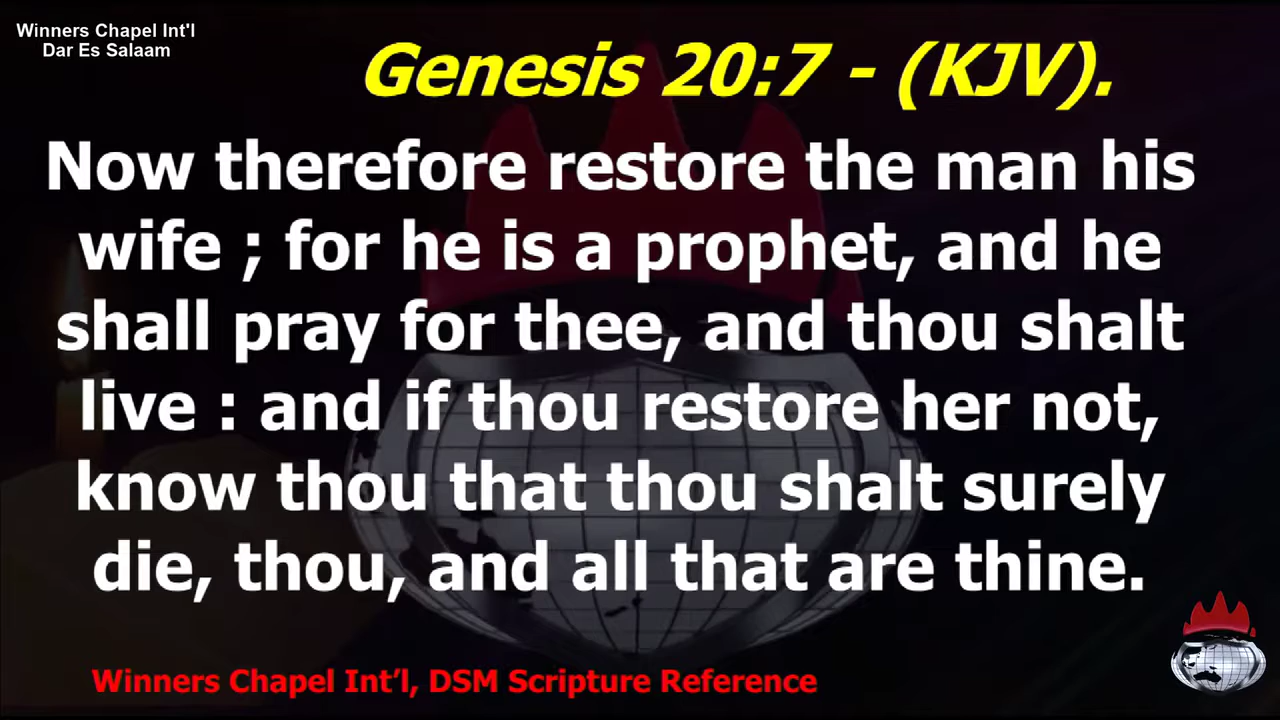 Winners Chapel Int'l
Dar Es Salaam
Genesis 20:7 - (KJV).
Now therefore restore the man his
wife ; for he is a prophet, and he
shall pray for thee, and thou shalt
live : and if thou restore her not,
know thou that thou shalt surely
die, thou, and all that are thine.
Winners Chapel Int’l, DSM Scripture Reference